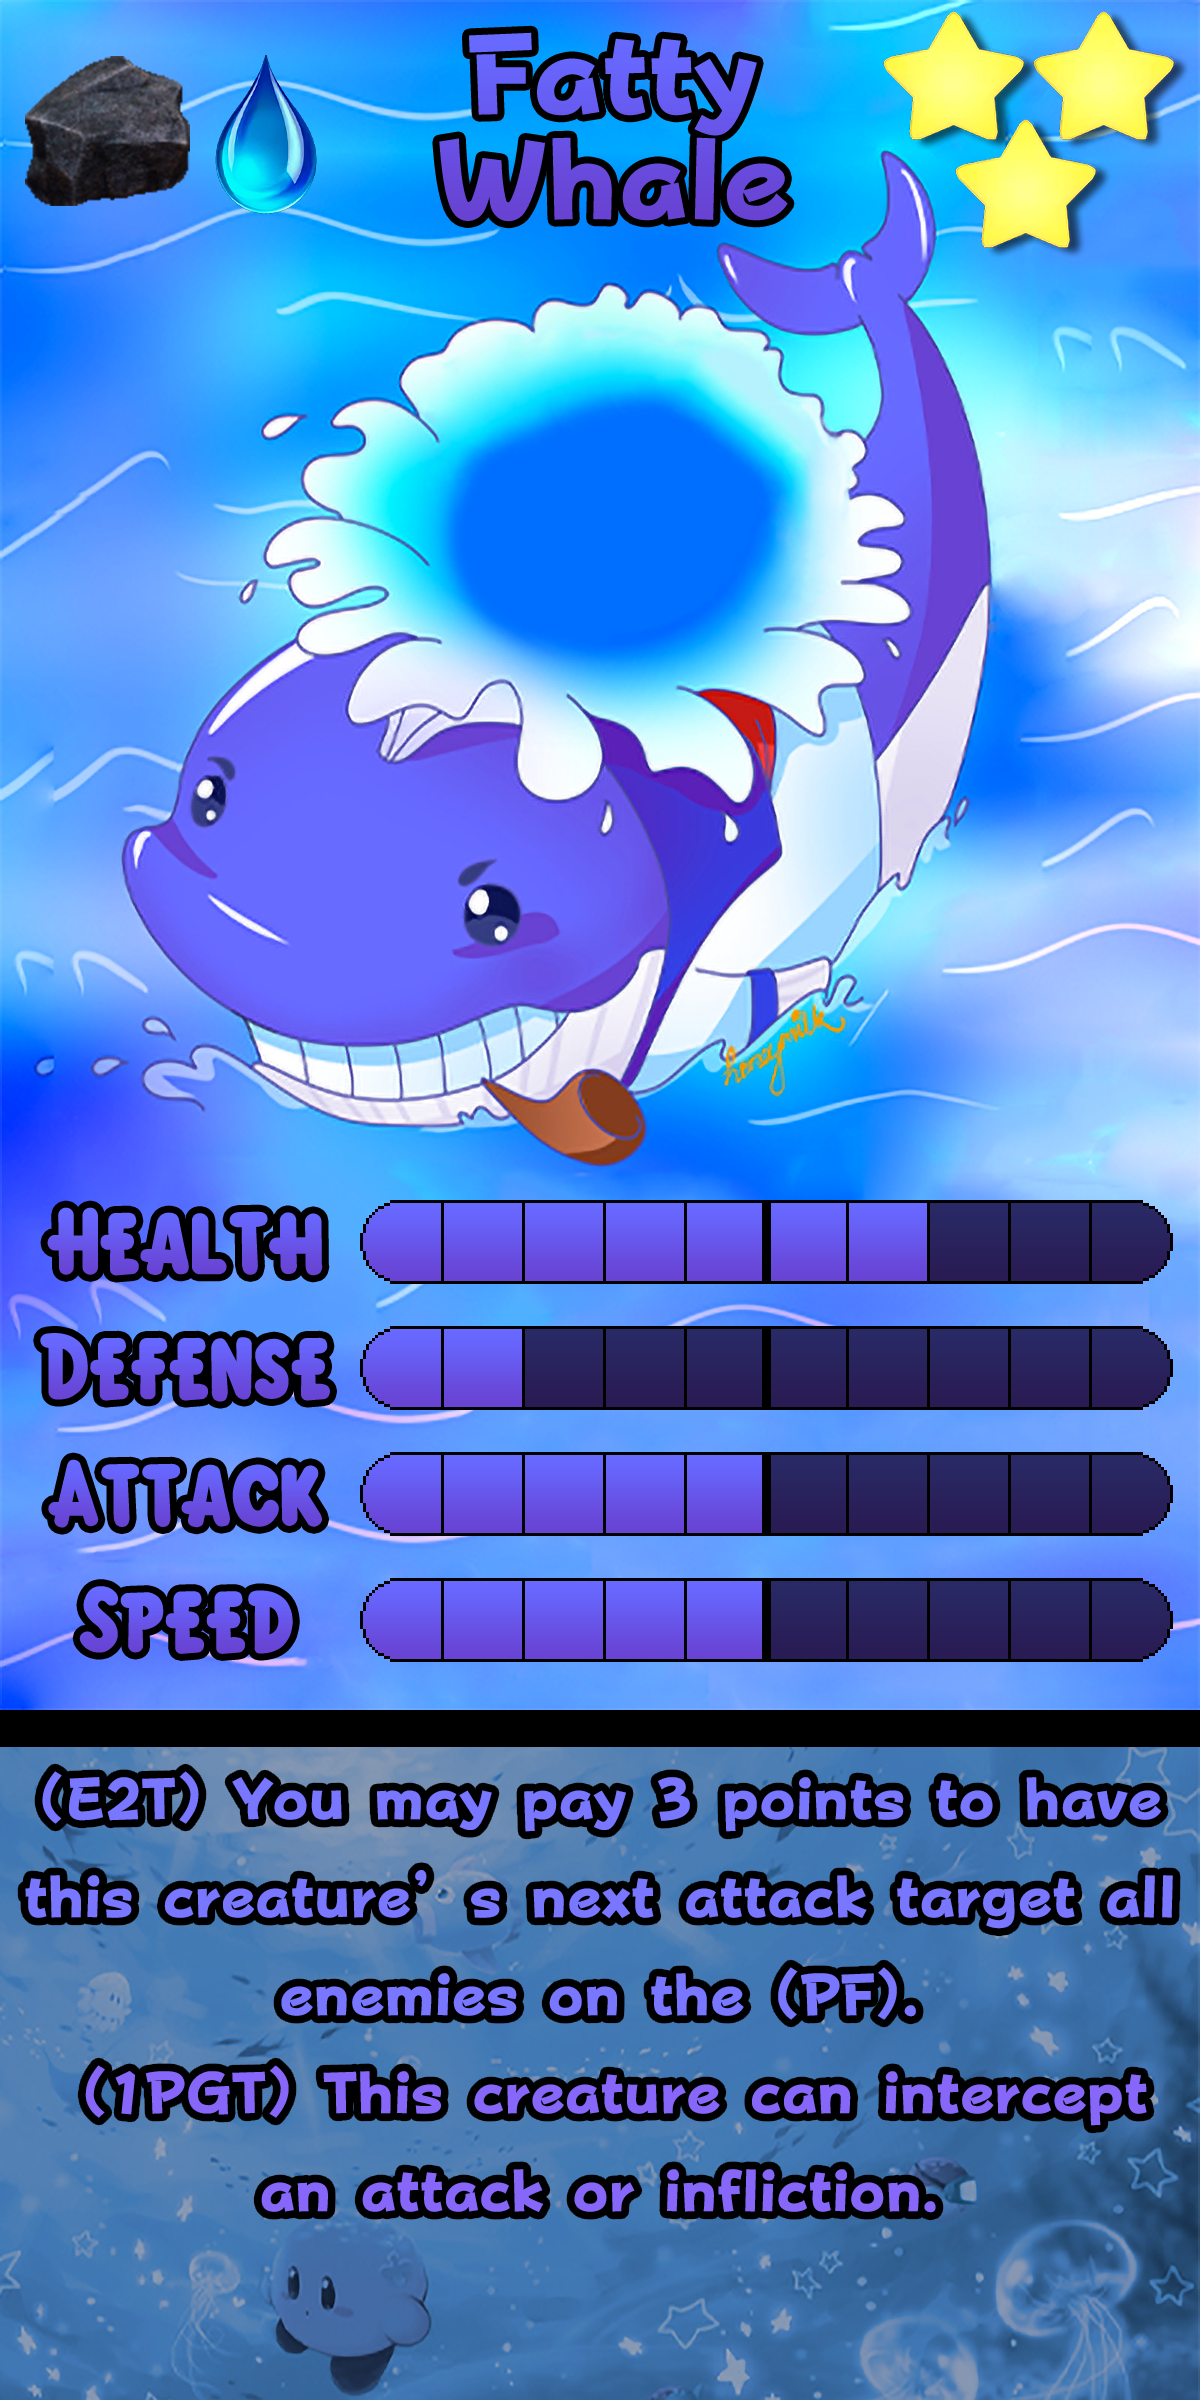 Fatty
Whale
honeymilk
HEALTH
DEFENSE
ATTACK
SPEED
(E2T) You may pay 3 points to have
this creature's next attack target all
enemies on the (PF).
(1PGT) This creature can intercept
an attack or infliction.